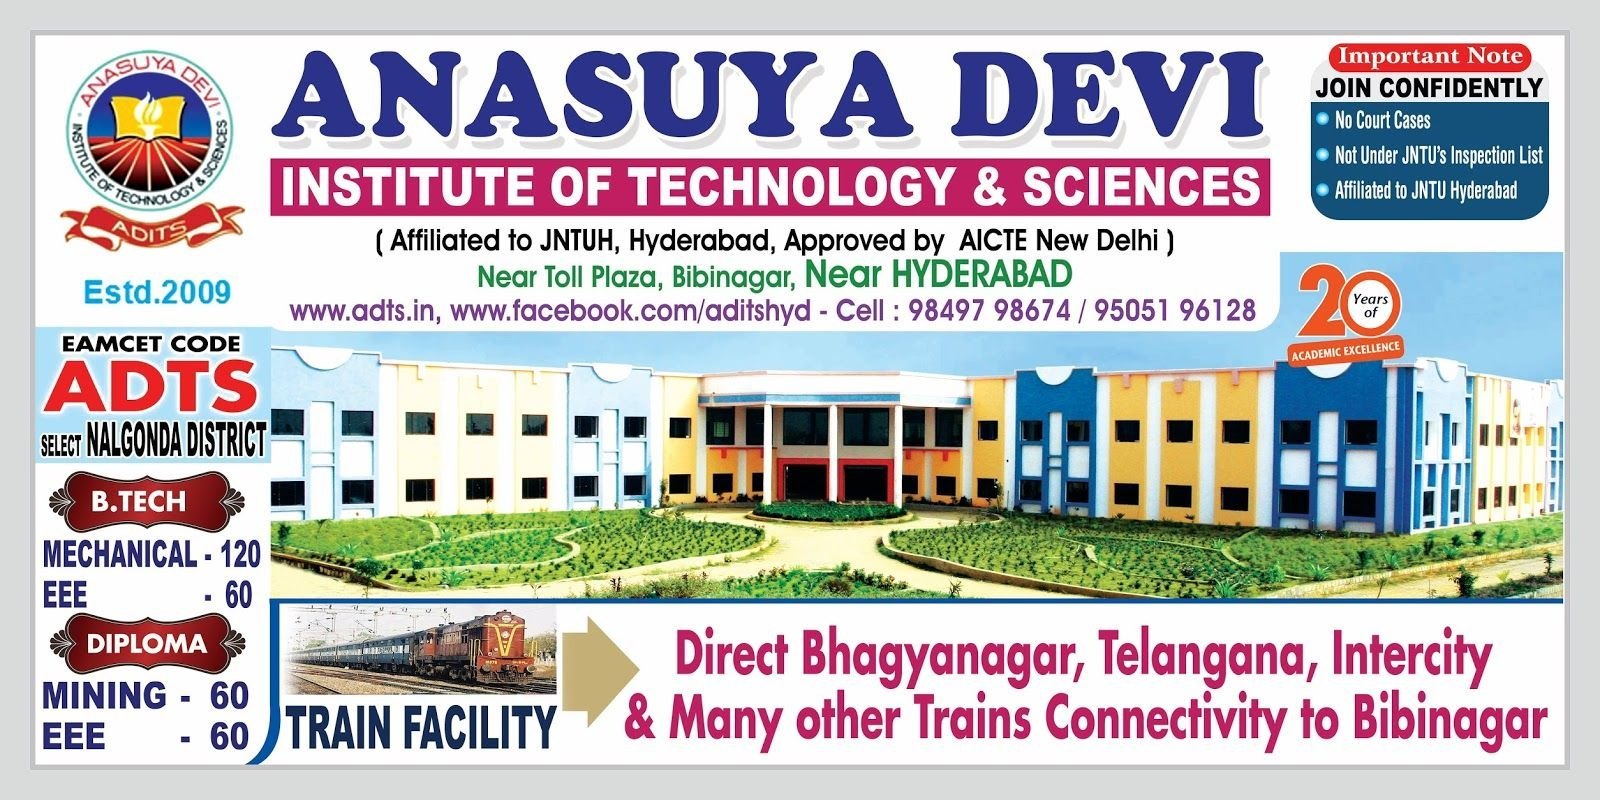 ANASUYA DEVI
INSTITUTE OF TECHNOLOGY & SCIENCES
ADITS
Estd.2009
ANASUYA DEVI
INSTITUTE OF TECHNOLOGY & SCIENCES
( Affiliated to JNTUH, Hyderabad, Approved by AICTE New Delhi )
Near Toll Plaza, Bibinagar, Near HYDERABAD
www.adts.in, www.facebook.com/aditshyd - Cell : 98497 98674 / 95051 96128
Important Note
JOIN CONFIDENTLY
No Court Cases
Not Under JNTU's Inspection List
Affiliated to JNTU Hyderabad
20 Years of
ACADEMIC EXCELLENCE
EAMCET CODE
ADTS
SELECT NALGONDA DISTRICT
B.TECH
MECHANICAL - 120
EEE - 60
DIPLOMA
MINING - 60
EEE - 60
TRAIN FACILITY
Direct Bhagyanagar, Telangana, Intercity
& Many other Trains Connectivity to Bibinagar